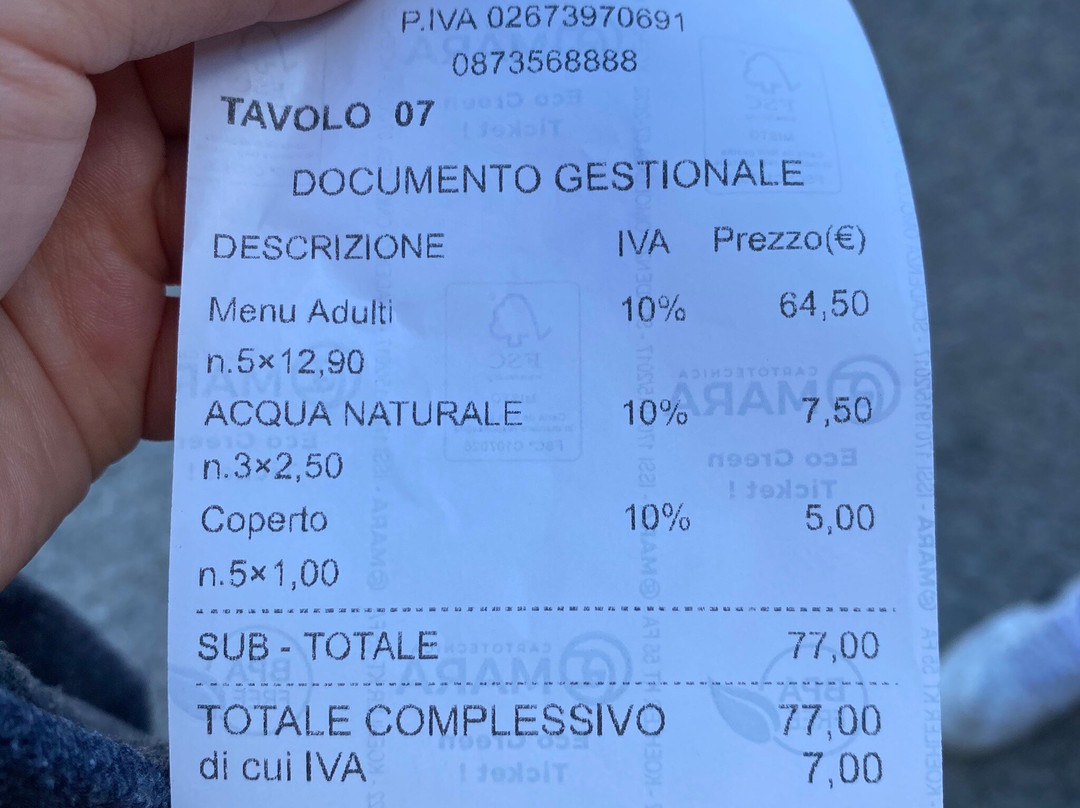 P.IVA 02673970691
0873568888
TAVOLO 07
DOCUMENTO GESTIONALE
DESCRIZIONE IVA Prezzo(€)
Menu Adulti 10% 64,50
n.5×12,90
ACQUA NATURALE 10% 7,50
n.3×2,50
Coperto 10% 5,00
n.5×1,00
SUB - TOTALE 77,00
TOTALE COMPLESSIVO 77,00
di cui IVA 7,00